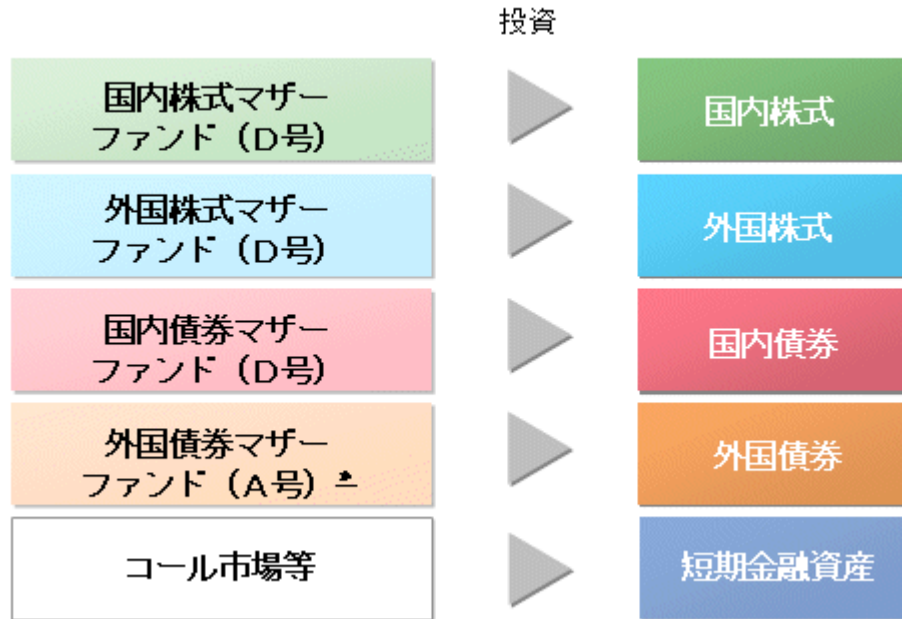 投資
国内株式マザー
ファンド（D号）
国内株式
外国株式マザー
ファンド（D号）
外国株式
国内債券マザー
ファンド（D号）
国内債券
外国債券マザー
ファンド（A号）
外国債券
コール市場等
短期金融資産